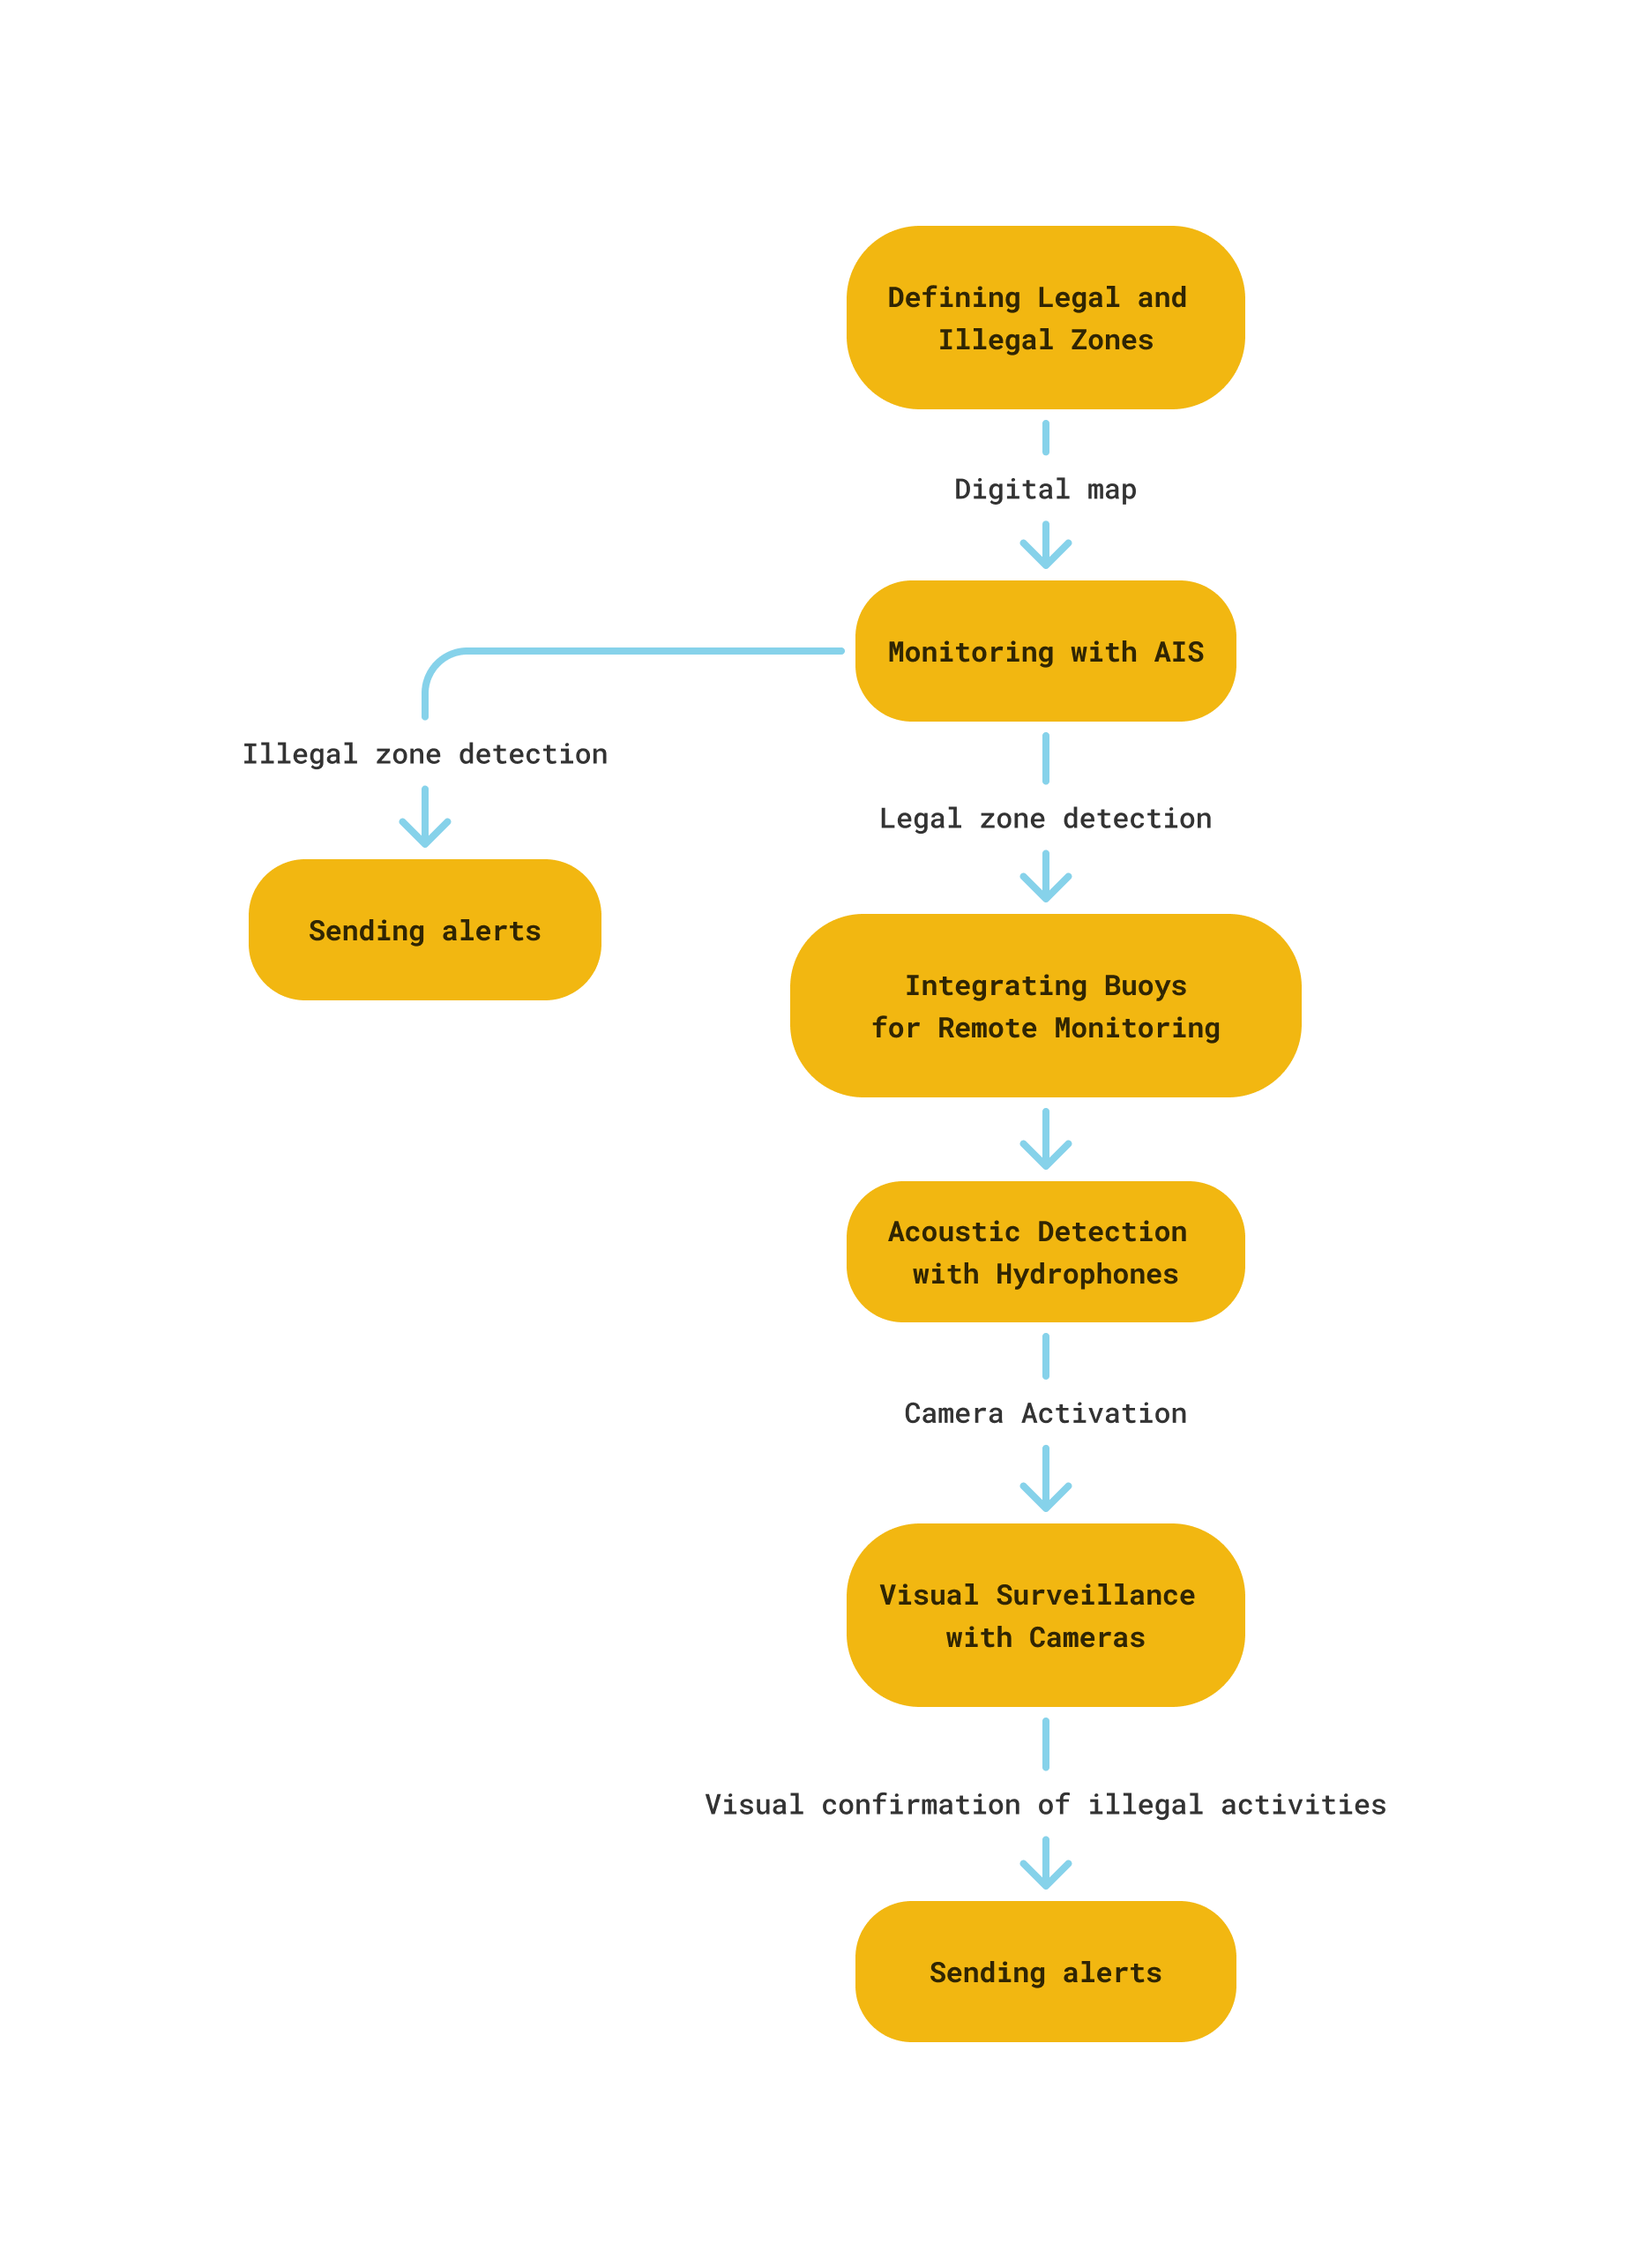 Defining Legal and
Illegal Zones
Digital map
Monitoring with AIS
Illegal zone detection
Legal zone detection
Sending alerts
Integrating Buoys
for Remote Monitoring
Acoustic Detection
with Hydrophones
Camera Activation
Visual Surveillance
with Cameras
Visual confirmation of illegal activities
Sending alerts